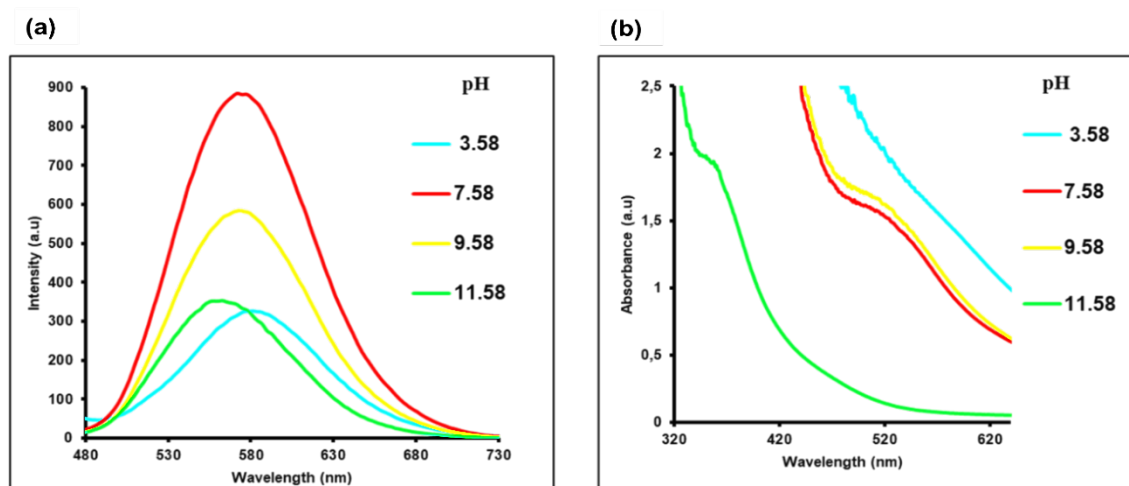 (a)
pH
900
800
700
600
500
400
300
200
100
0
480 530 580 630 680 730
Intensity (a.u)
Wavelength (nm)
3.58
7.58
9.58
11.58
(b)
pH
2,5
2
1,5
1
0,5
0
320 420 520 620
Absorbance (a.u)
Wavelength (nm)
3.58
7.58
9.58
11.58